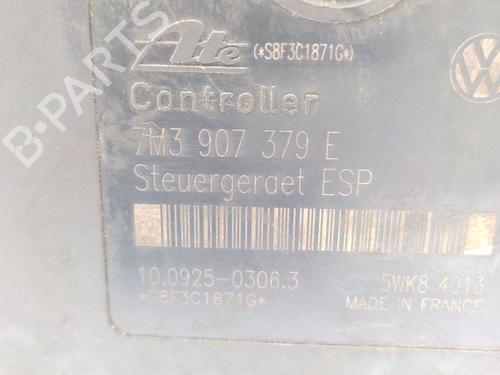 Ate (*S8F3C1871G*)
Controller
7M3 907 379 E
Steuergeraet ESP
10.0925-0306.3 5WK8 4013
*S8F3C1871G* MADE IN FRANCE
B-PARTS